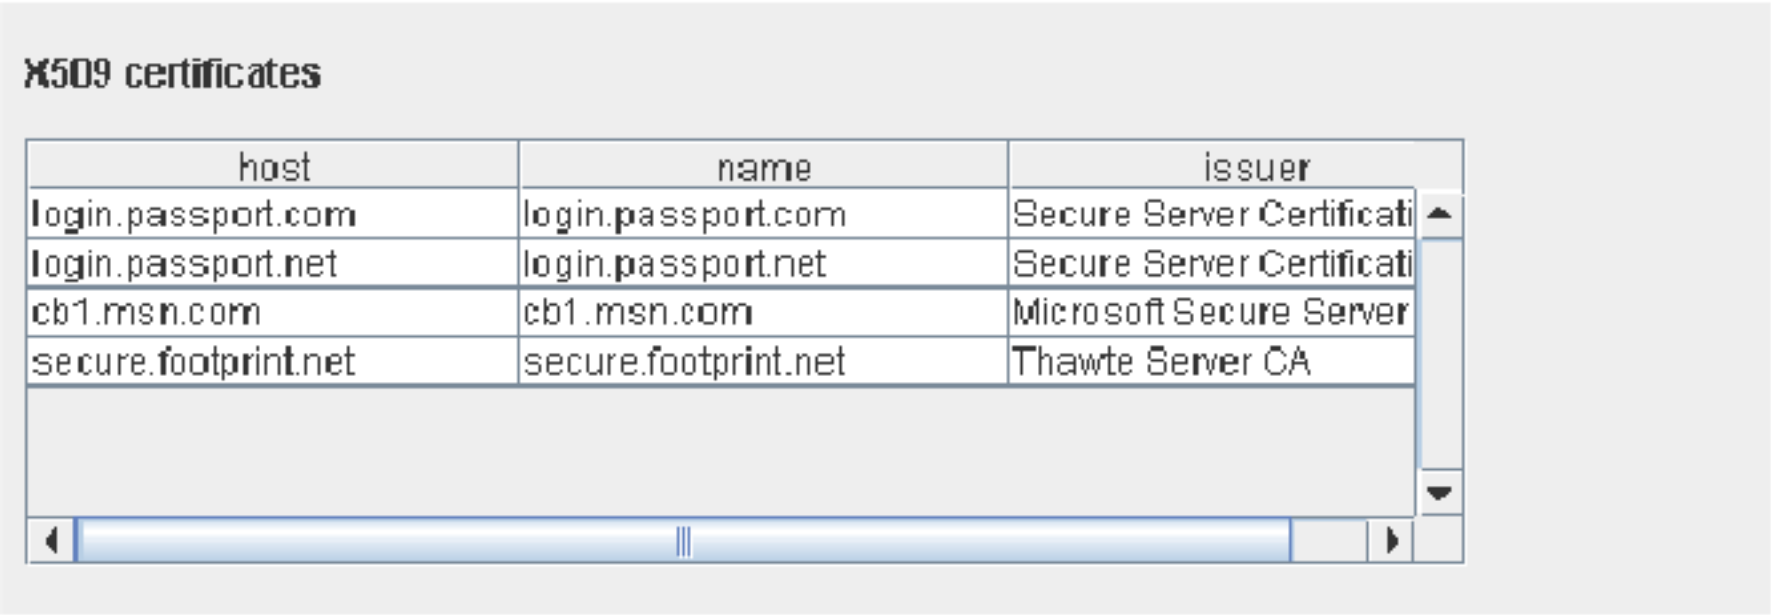 X509 certificates
host name issuer
login.passport.com login.passport.com Secure Server Certificati
login.passport.net login.passport.net Secure Server Certificati
cb1.msn.com cb1.msn.com Microsoft Secure Server
secure.footprint.net secure.footprint.net Thawte Server CA